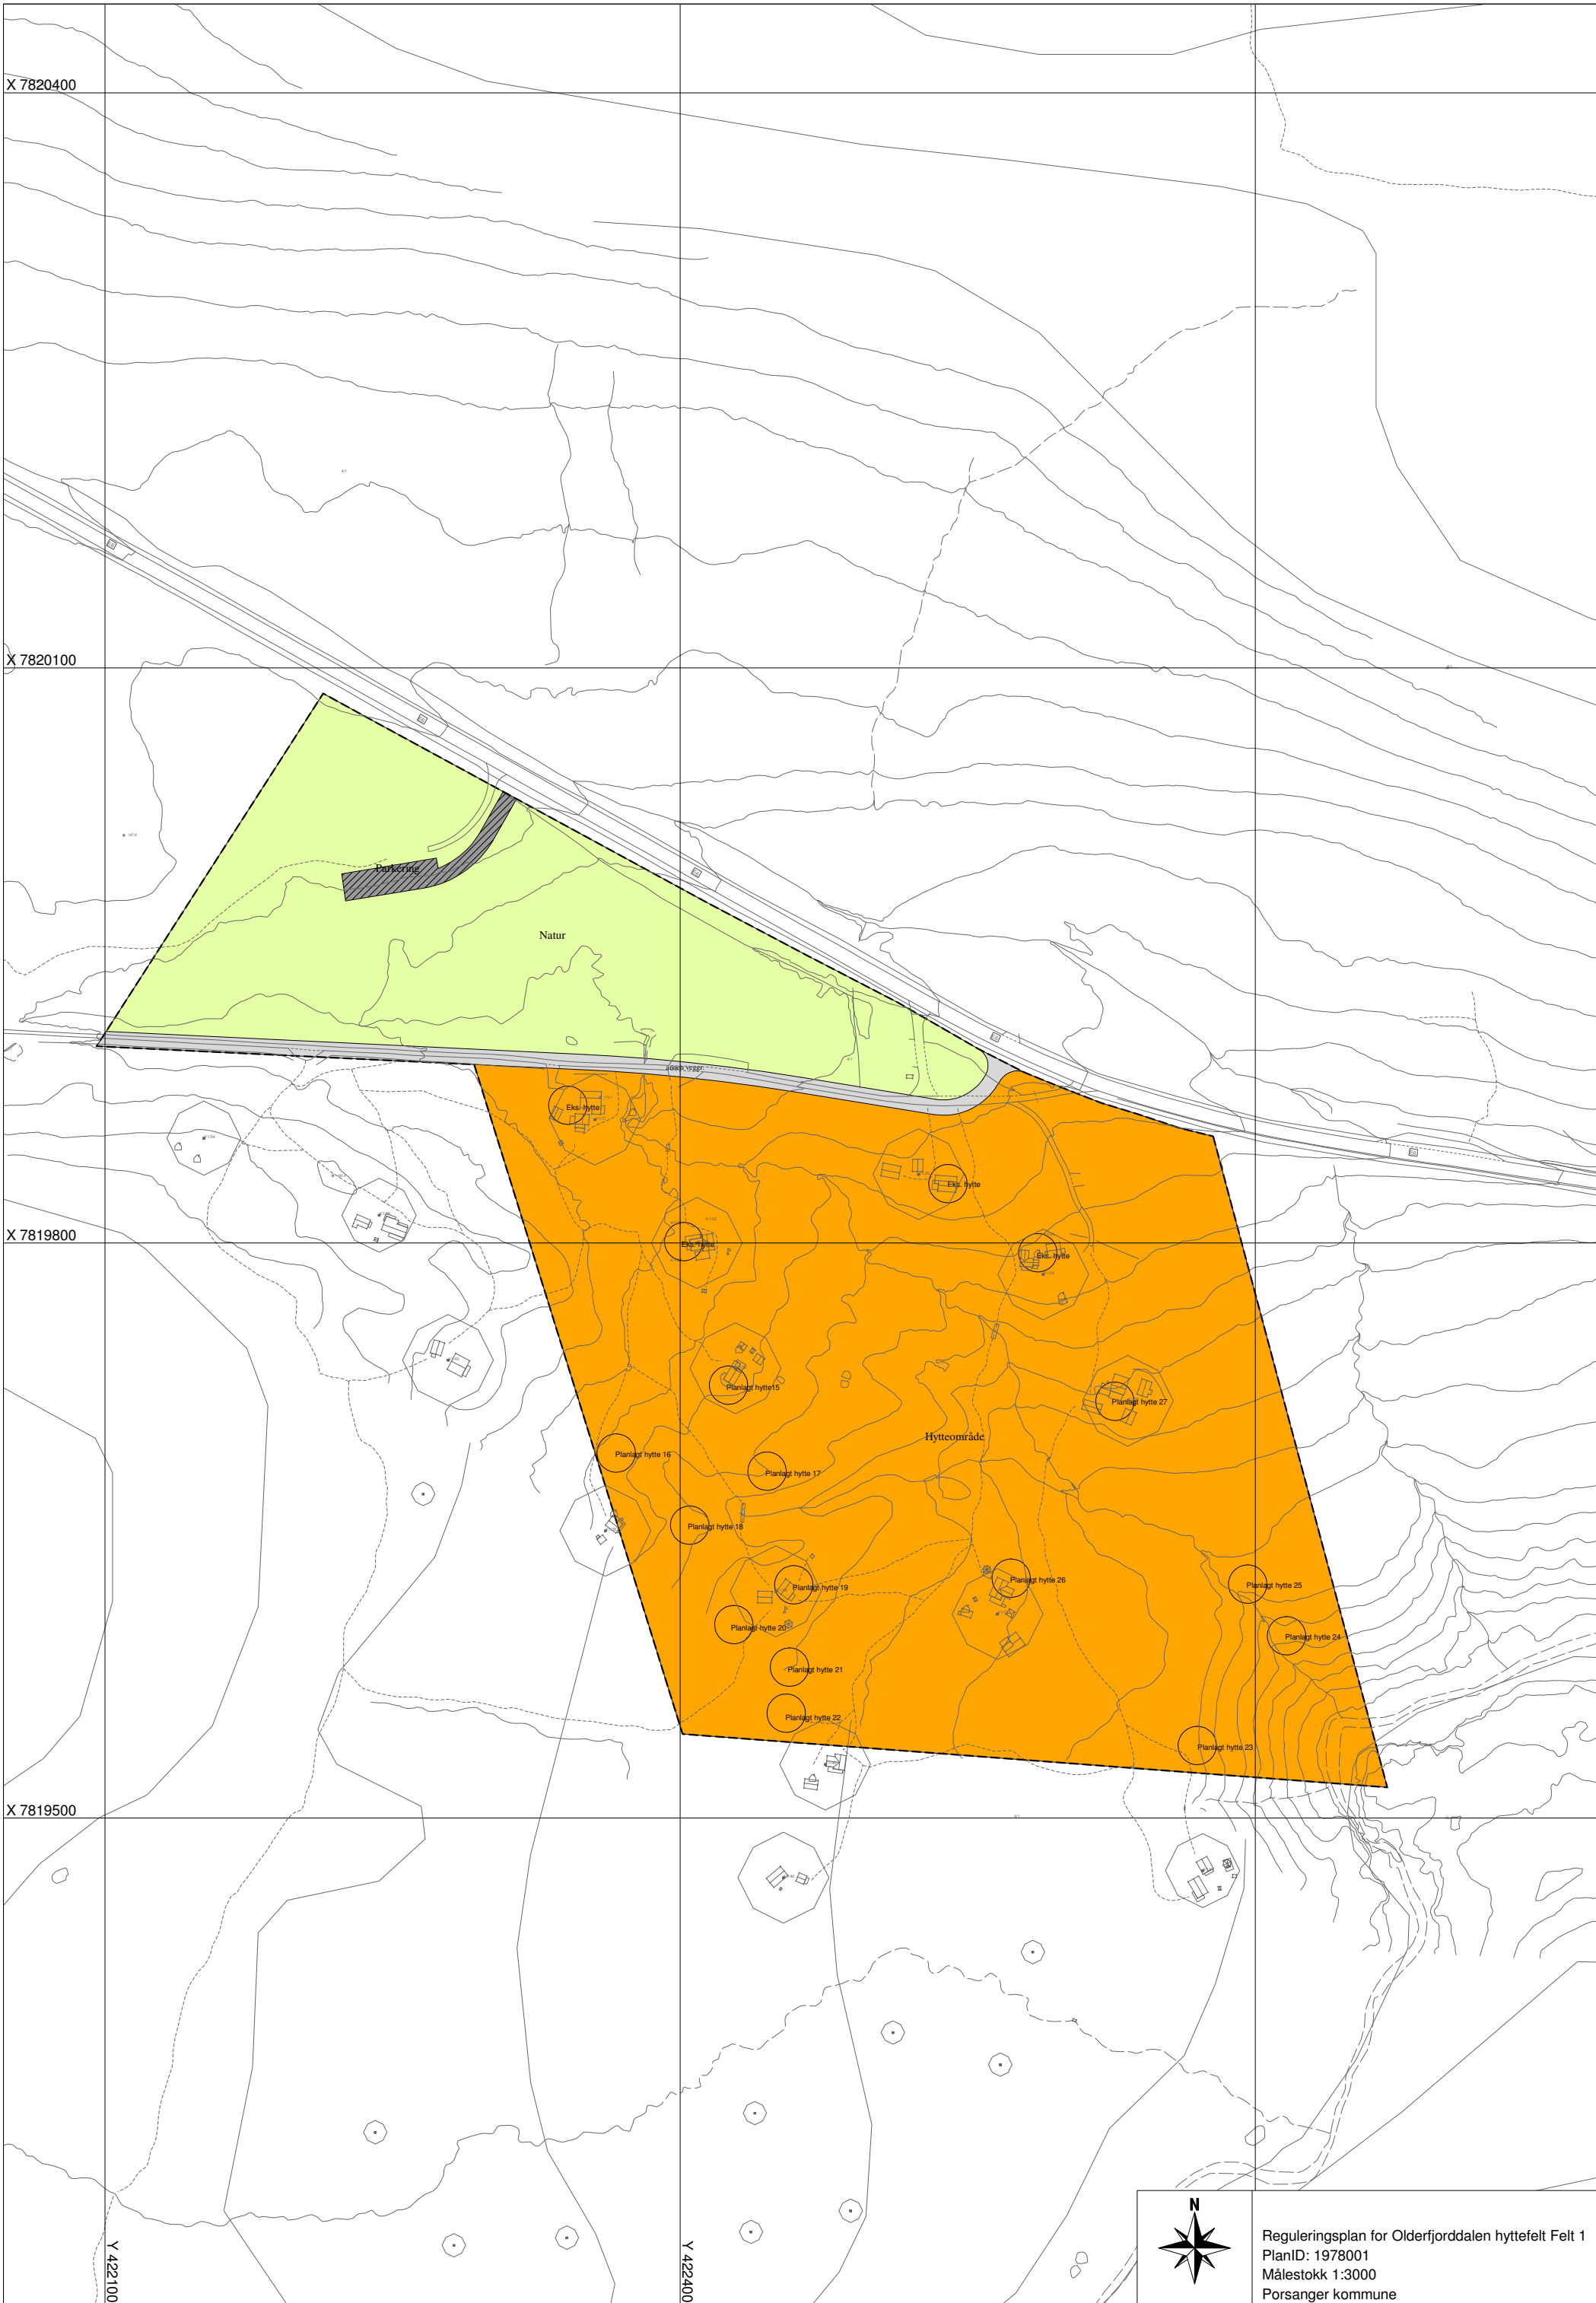 X 7820400
X 7820100
Parkering
Natur
Annen veggr.
Eks. hytte
Eks. hytte
Eks. hytte
X 7819800
Eks. hytte
Planlagt hytte15
Planlagt hytte 27
Hytteområde
Planlagt hytte 16
Planlagt hytte 17
Planlagt hytte 18
Planlagt hytte 26
Planlagt hytte 19
Planlagt hytte 25
Planlagt hytte 20
Planlagt hytte 24
Planlagt hytte 21
Planlagt hytte 22
Planlagt hytte 23
X 7819500
Y 422100
Y 422400
N
Reguleringsplan for Olderfjorddalen hyttefelt Felt 1
PlanID: 1978001
Målestokk 1:3000
Porsanger kommune